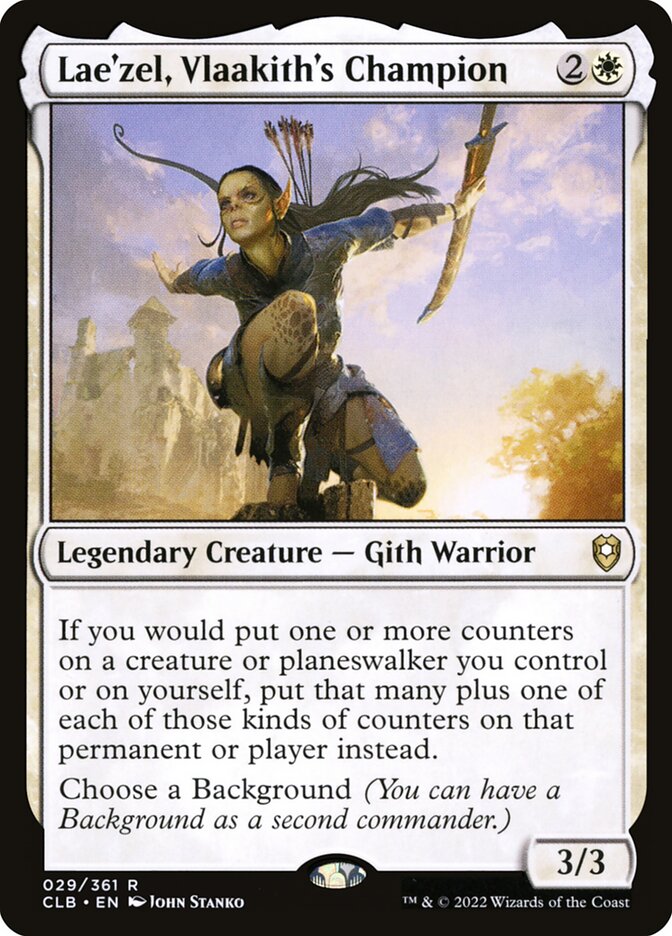 Lae'zel, Vlaakith's Champion 2
Legendary Creature — Gith Warrior
If you would put one or more counters
on a creature or planeswalker you control
or on yourself, put that many plus one of
each of those kinds of counters on that
permanent or player instead.
Choose a Background (You can have a
Background as a second commander.)
3/3
029/361 R
CLB • EN John Stanko
™ & © 2022 Wizards of the Coast